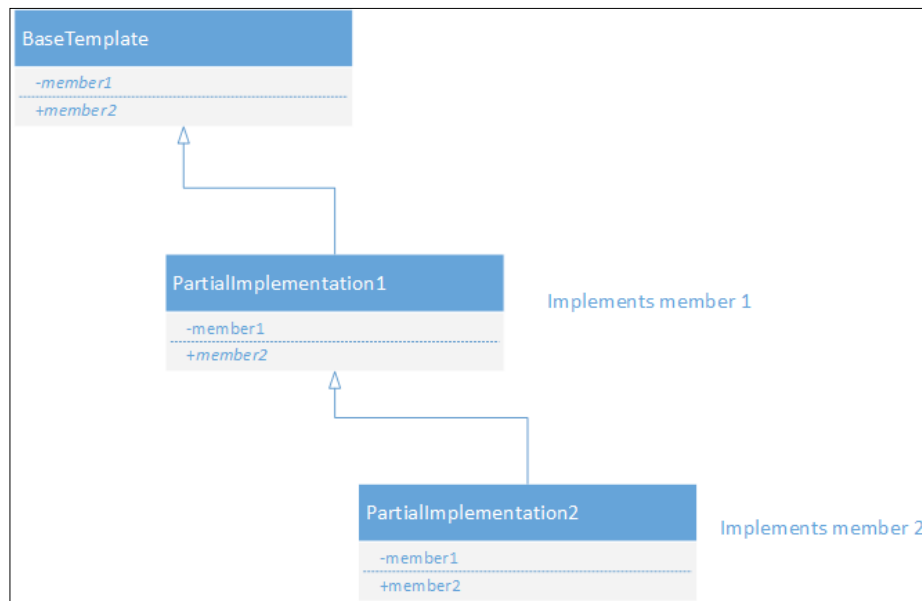 BaseTemplate
-member1
+member2
PartialImplementation1
Implements member 1
-member1
+member2
PartialImplementation2
Implements member 2
-member1
+member2